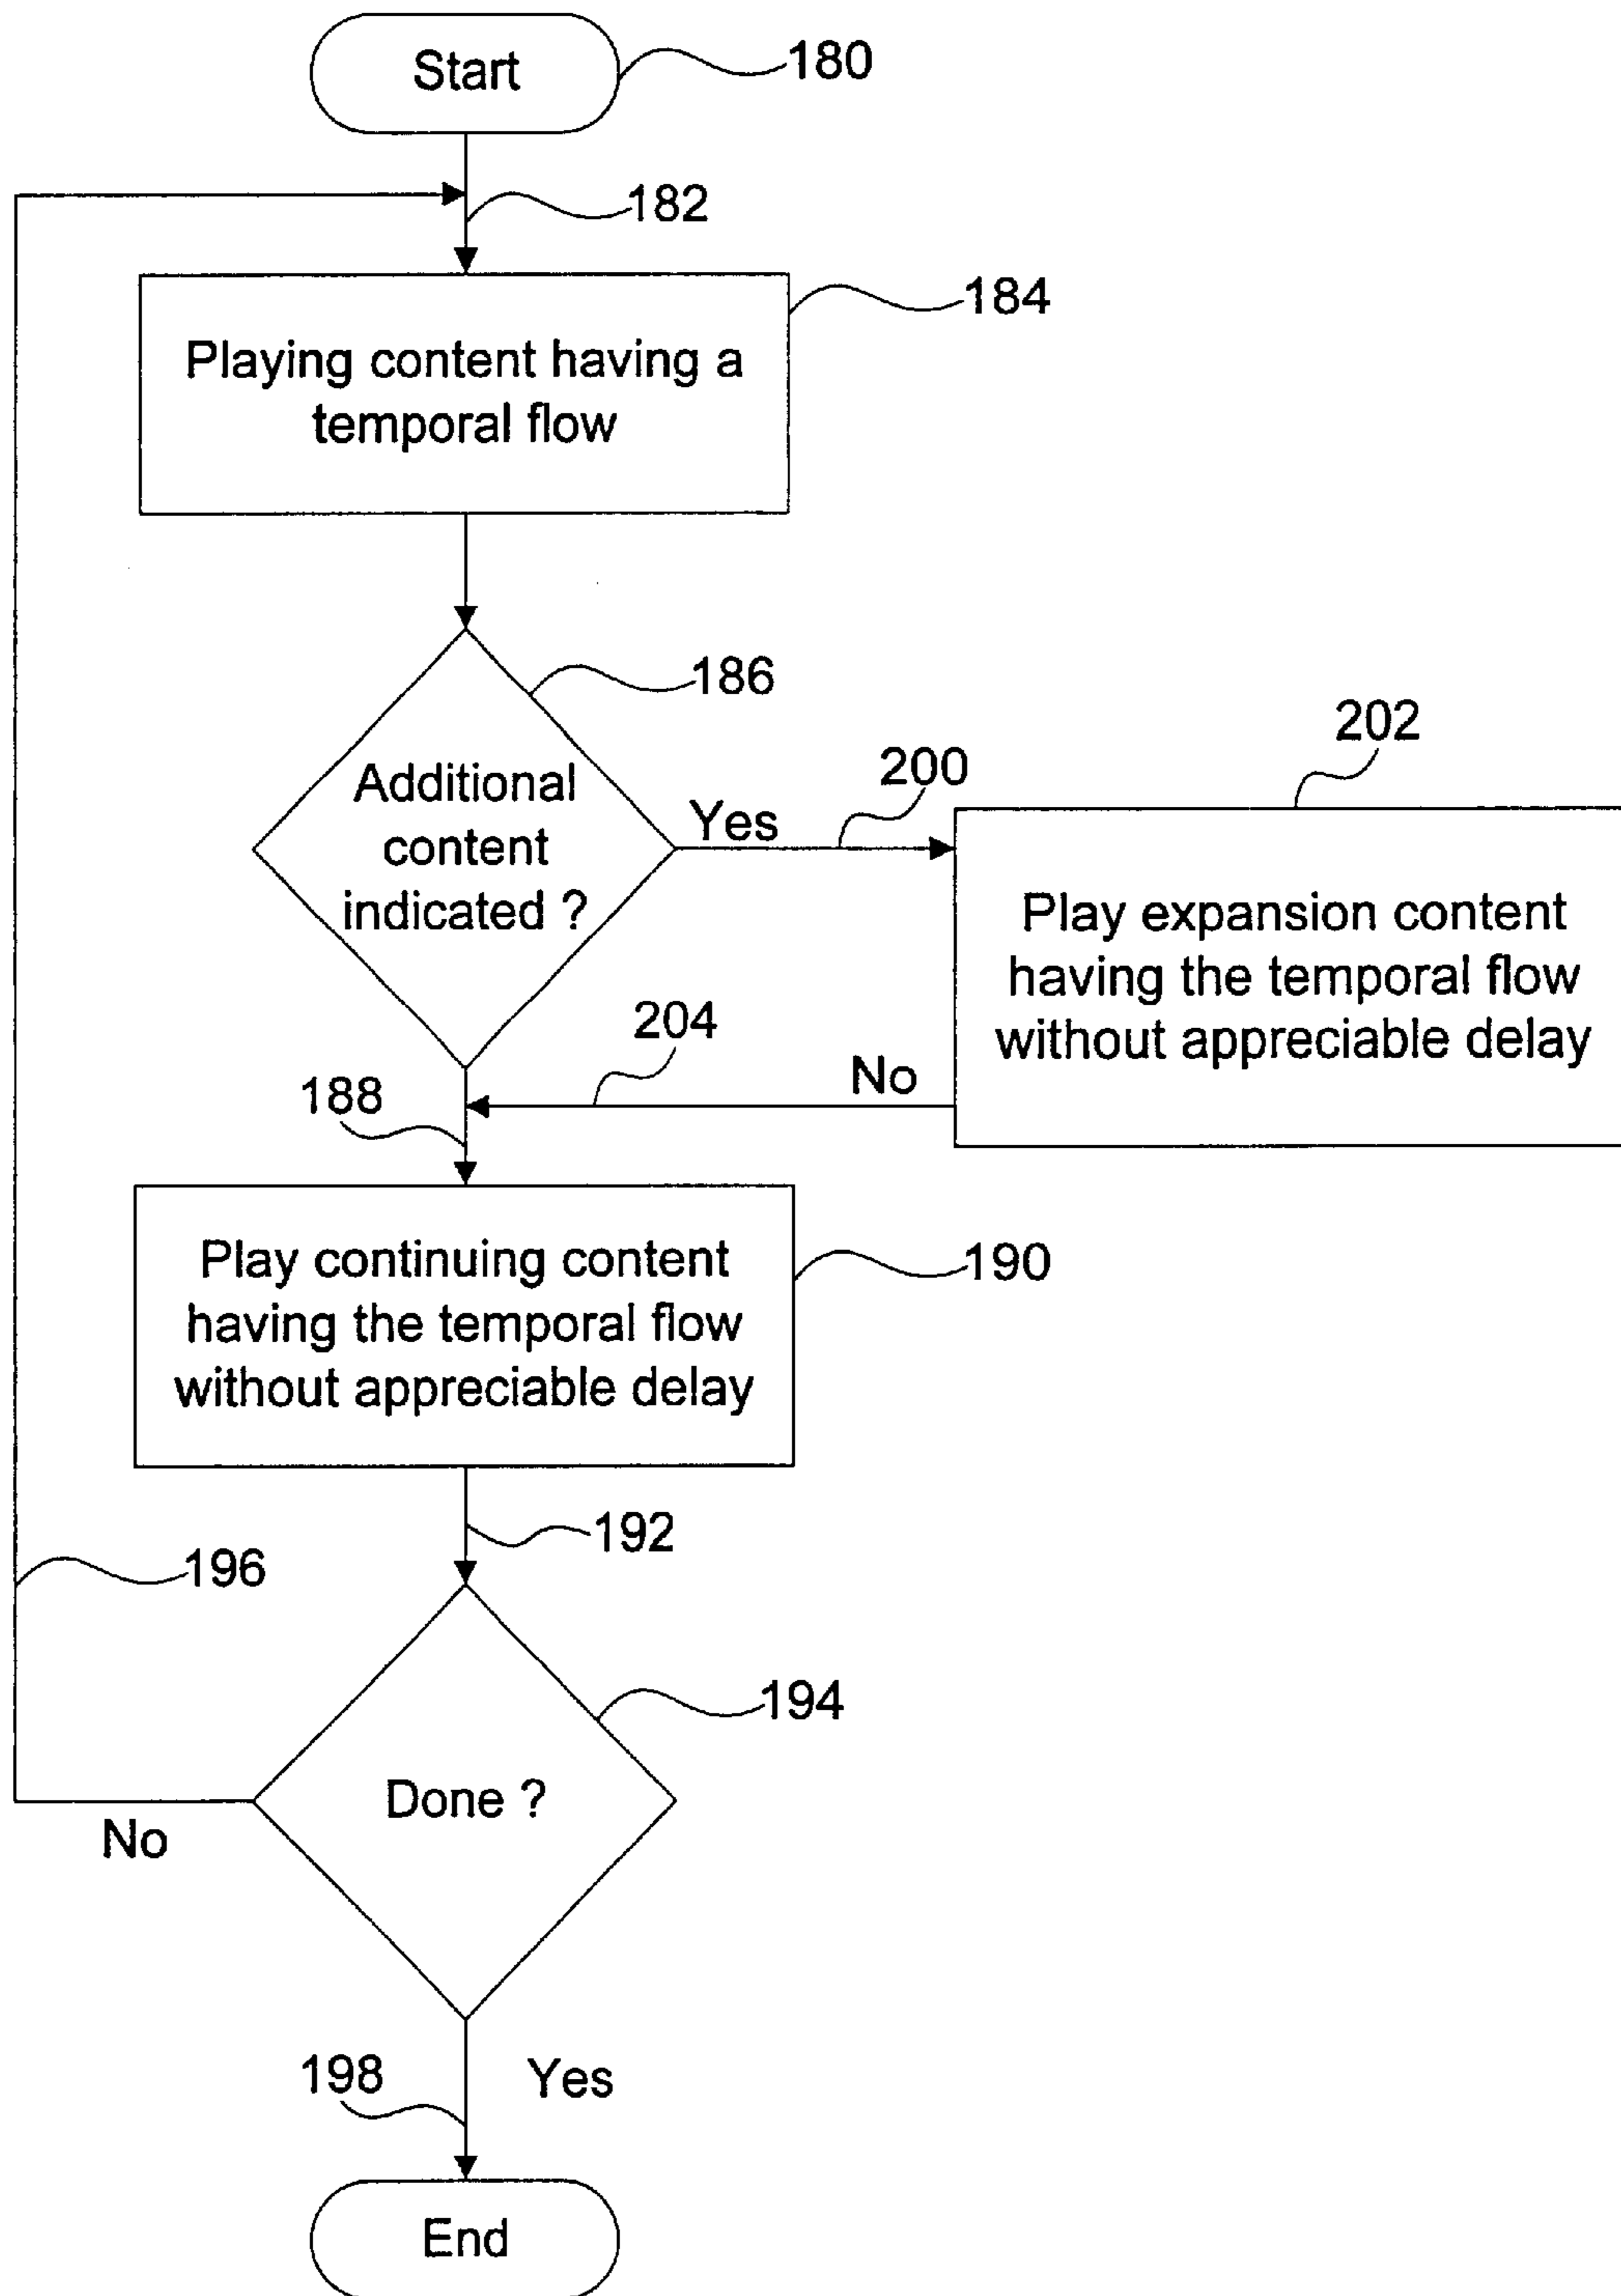 Start
180
182
184
Playing content having a
temporal flow
186
Additional
content
indicated ?
Yes
200
202
Play expansion content
having the temporal flow
without appreciable delay
204
No
188
Play continuing content
having the temporal flow
without appreciable delay
190
192
196
194
Done ?
No
198
Yes
End